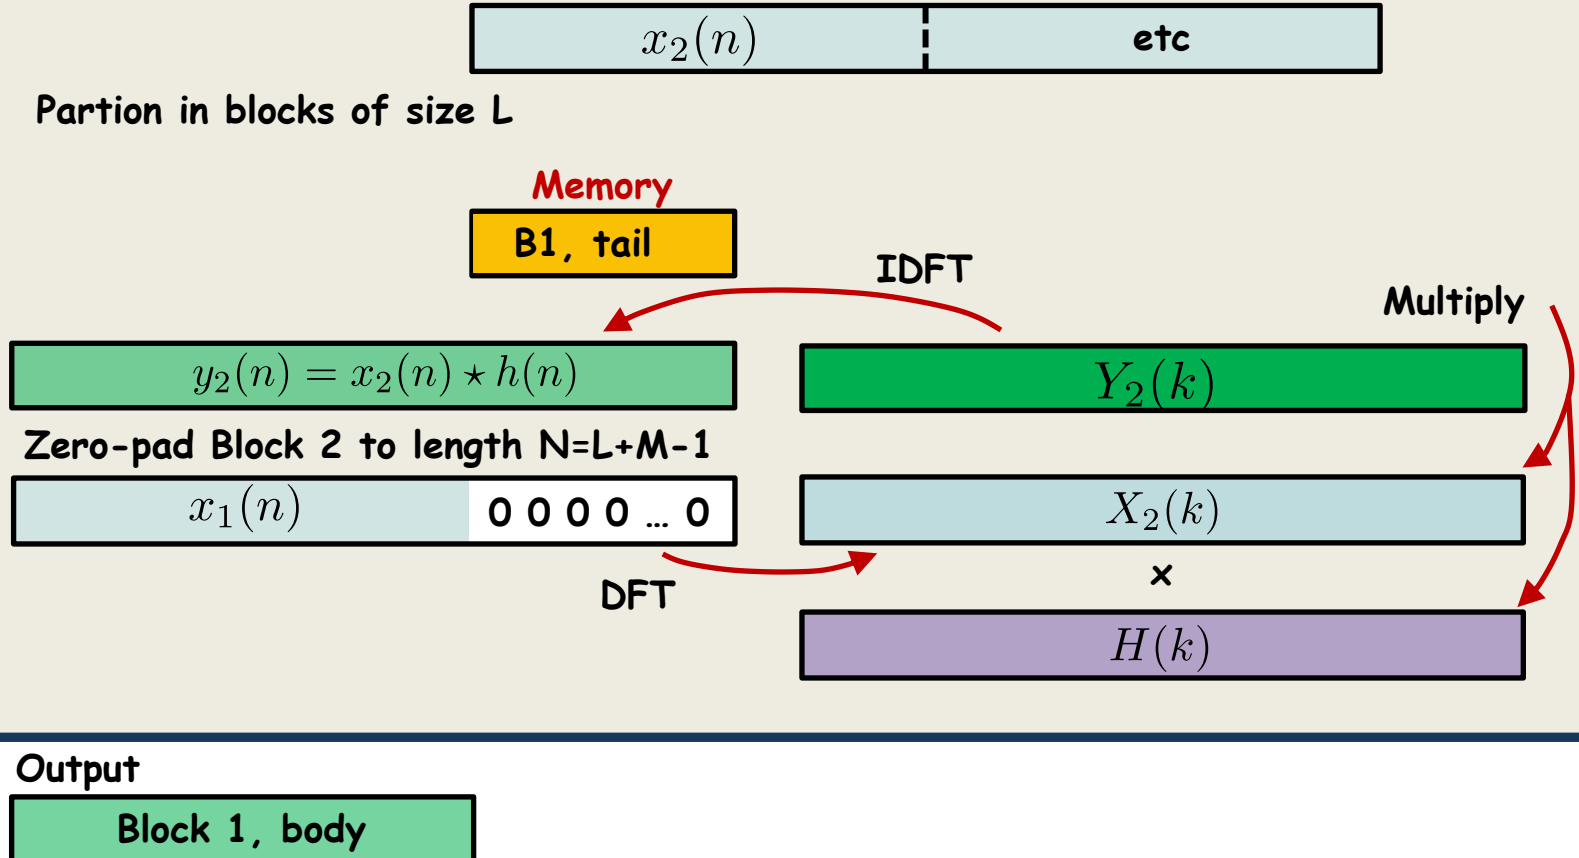 x₂(n) etc
Partion in blocks of size L
Memory
B1, tail
IDFT
Multiply
y₂(n) = x₂(n) ⋆ h(n)
Y₂(k)
Zero-pad Block 2 to length N=L+M-1
x₁(n) 0 0 0 0 … 0
X₂(k)
x
DFT
H(k)
Output
Block 1, body